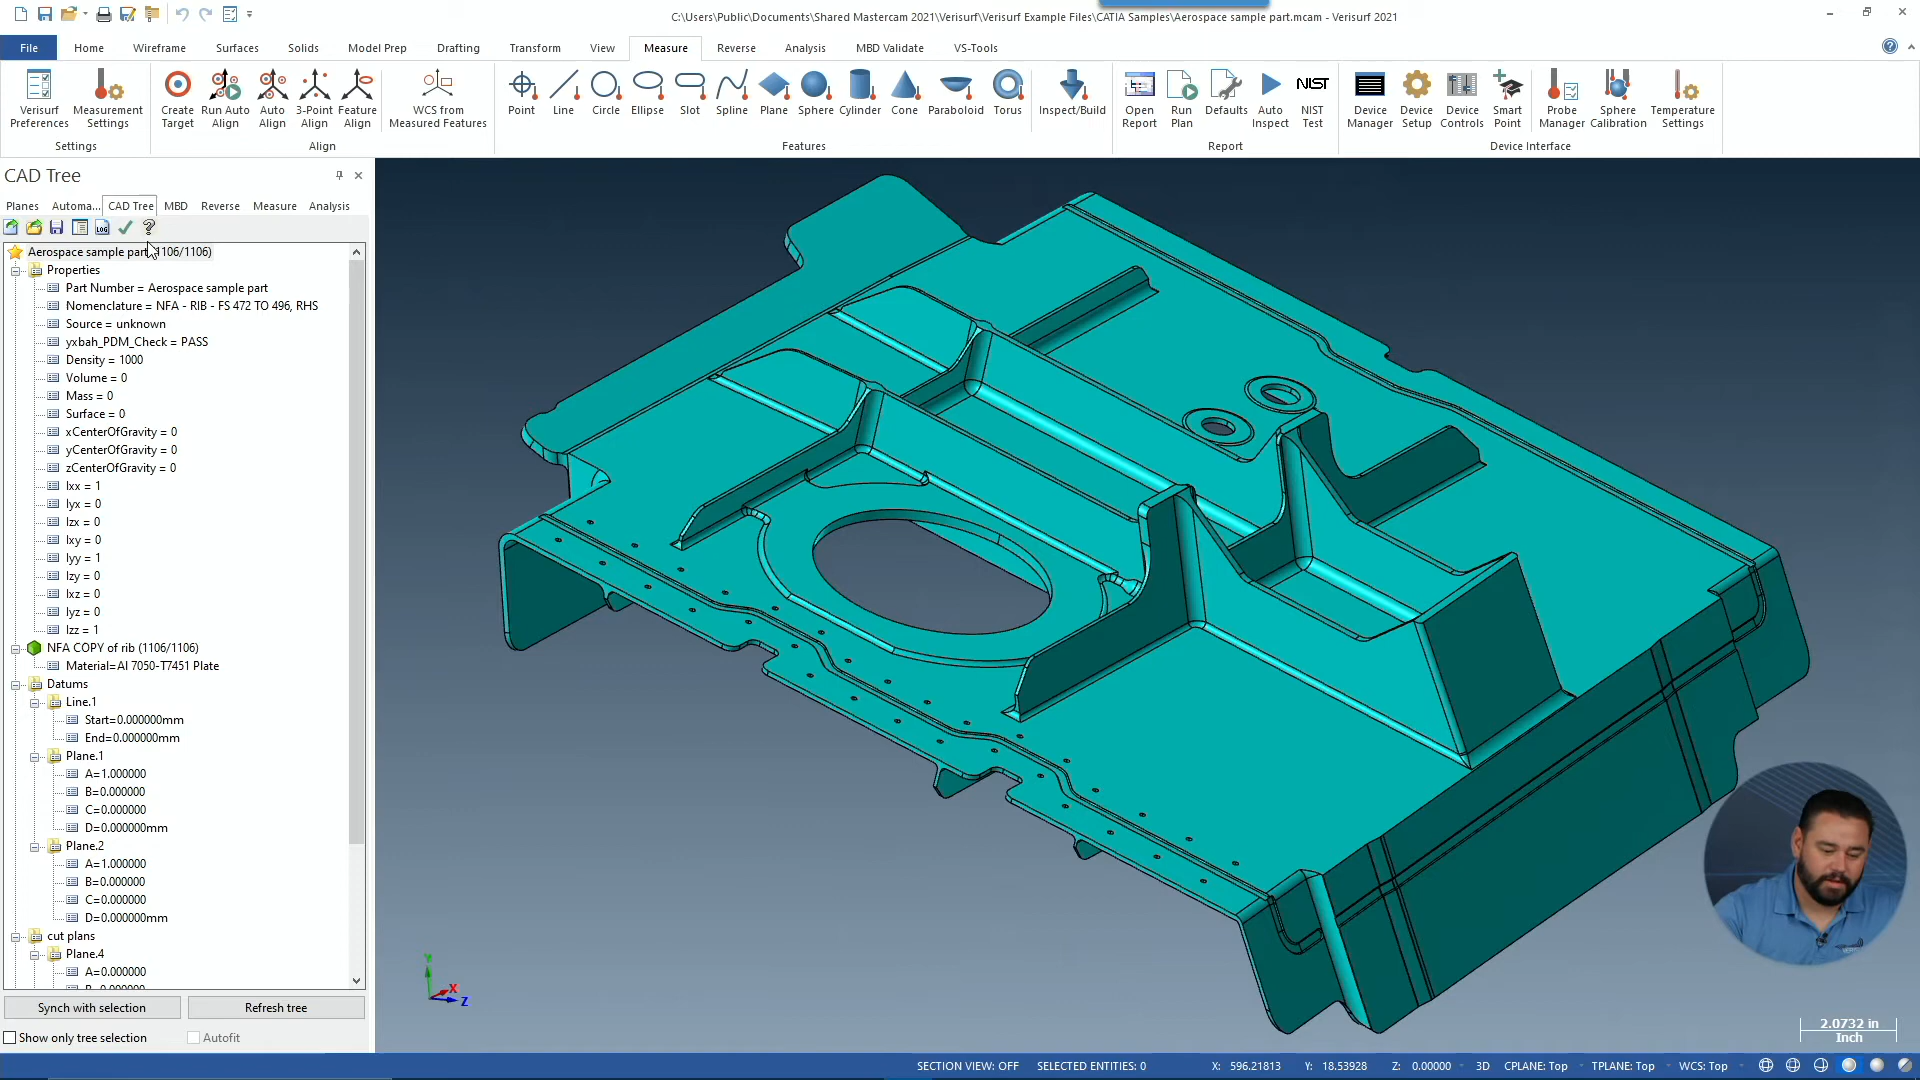 C:\Users\Public\Documents\Shared Mastercam 2021\Verisurf\Verisurf Example Files\CATIA Samples\Aerospace sample part.mcam - Verisurf 2021
File Home Wireframe Surfaces Solids Model Prep Drafting Transform View Measure Reverse Analysis MBD Validate VS-Tools
Verisurf Preferences
Measurement Settings
Settings
Create Target
Run Auto Align
Auto Align
3-Point Align
Feature Align
WCS from Measured Features
Align
Point Line Circle Ellipse Slot Spline Plane Sphere Cylinder Cone Paraboloid Torus Inspect/Build
Features
Open Report
Run Plan
Defaults
Auto Inspect
NIST
NIST Test
Report
Device Manager
Device Setup
Device Controls
Smart Point
Probe Manager
Sphere Calibration
Temperature Settings
Device Interface
CAD Tree
Planes Automa... CAD Tree MBD Reverse Measure Analysis
LOG
Aerospace sample part 1106/1106)
Properties
Part Number = Aerospace sample part
Nomenclature = NFA - RIB - FS 472 TO 496, RHS
Source = unknown
yxbah_PDM_Check = PASS
Density = 1000
Volume = 0
Mass = 0
Surface = 0
xCenterOfGravity = 0
yCenterOfGravity = 0
zCenterOfGravity = 0
Ixx = 1
Iyx = 0
Izx = 0
Ixy = 0
Iyy = 1
Izy = 0
Ixz = 0
Iyz = 0
Izz = 1
NFA COPY of rib (1106/1106)
Material=Al 7050-T7451 Plate
Datums
Line.1
Start=0.000000mm
End=0.000000mm
Plane.1
A=1.000000
B=0.000000
C=0.000000
D=0.000000mm
Plane.2
A=1.000000
B=0.000000
C=0.000000
D=0.000000mm
cut plans
Plane.4
A=0.000000
Synch with selection
Refresh tree
Show only tree selection
Autofit
Y
X
Z
2.0732 in
Inch
SECTION VIEW: OFF SELECTED ENTITIES: 0 X: 596.21813 Y: 18.53928 Z: 0.00000 3D CPLANE: Top TPLANE: Top WCS: Top